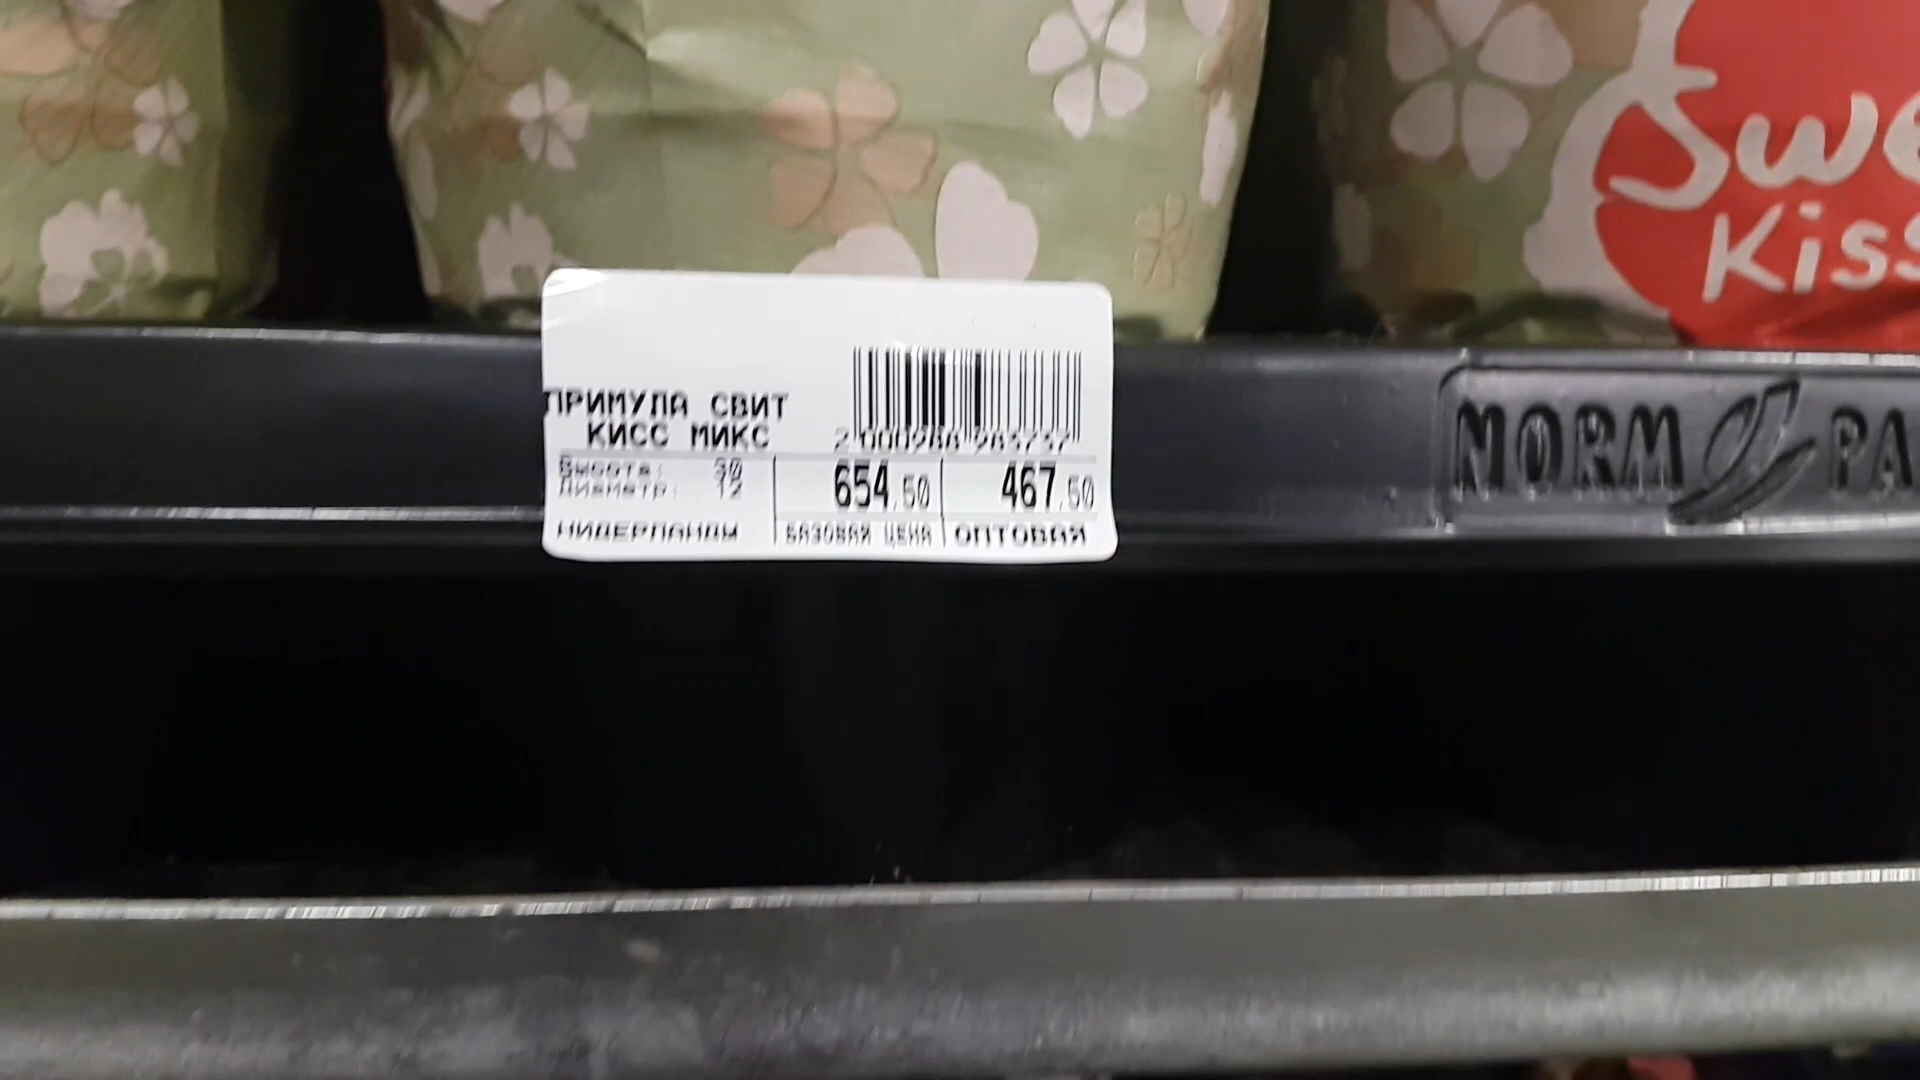 Swe
Kiss
ПРИМУЛА СВИТ
КИСС МИКС
Высота: 30
Диаметр: 12
654.50 467.50
НИДЕРЛАНДЫ БАЗОВАЯ ЦЕНА ОПТОВАЯ
NORM PA